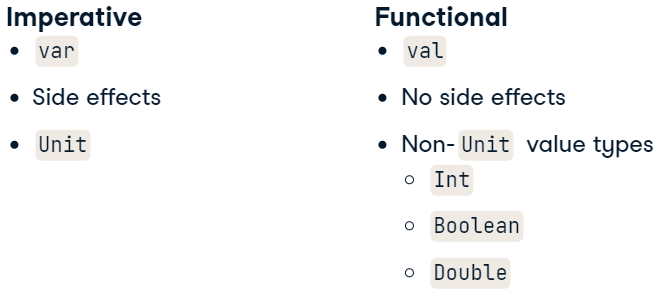 Imperative
• var
• Side effects
• Unit
Functional
• val
• No side effects
• Non-Unit value types
○ Int
○ Boolean
○ Double